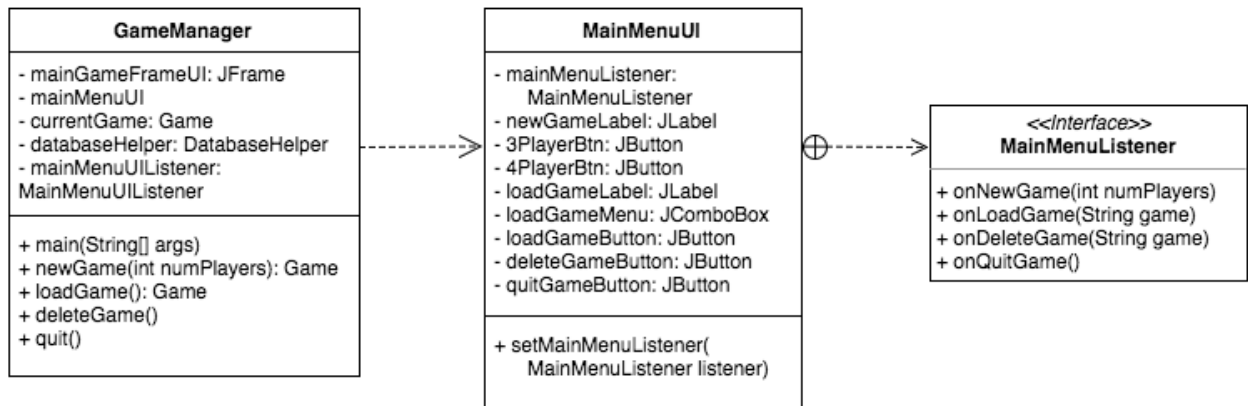 GameManager
- mainGameFrameUI: JFrame
- mainMenuUI
- currentGame: Game
- databaseHelper: DatabaseHelper
- mainMenuUIListener:
MainMenuUIListener
+ main(String[] args)
+ newGame(int numPlayers): Game
+ loadGame(): Game
+ deleteGame()
+ quit()
MainMenuUI
- mainMenuListener:
MainMenuListener
- newGameLabel: JLabel
- 3PlayerBtn: JButton
- 4PlayerBtn: JButton
- loadGameLabel: JLabel
- loadGameMenu: JComboBox
- loadGameButton: JButton
- deleteGameButton: JButton
- quitGameButton: JButton
+ setMainMenuListener(
MainMenuListener listener)
<<Interface>>
MainMenuListener
+ onNewGame(int numPlayers)
+ onLoadGame(String game)
+ onDeleteGame(String game)
+ onQuitGame()